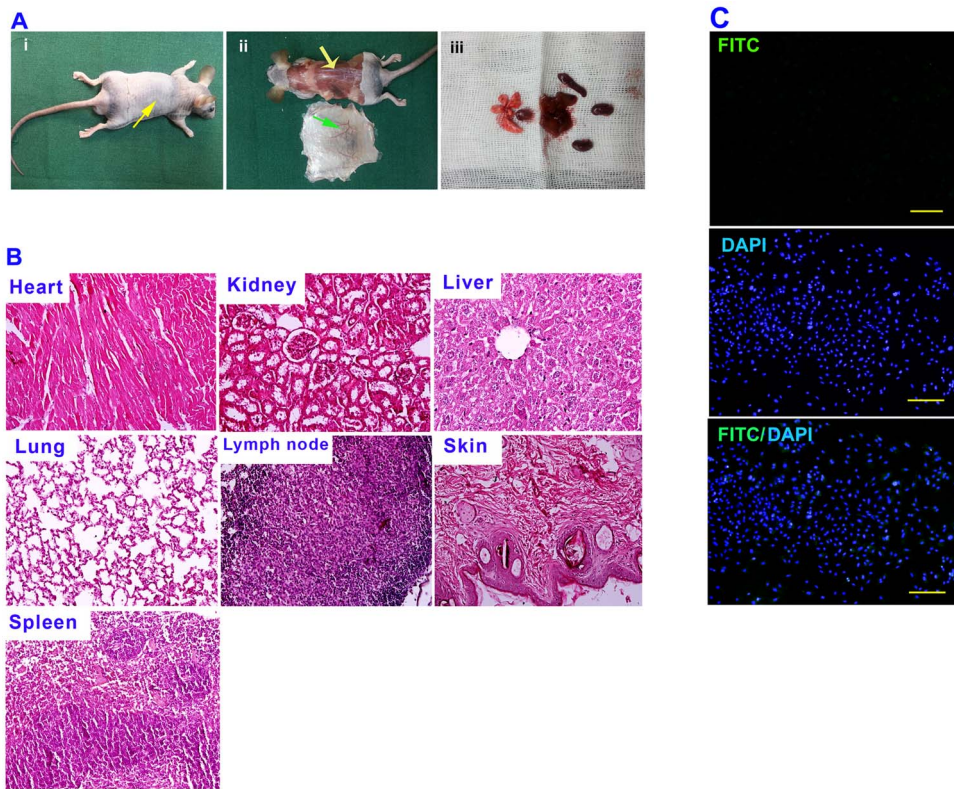 A
i
ii
iii
B
Heart
Kidney
Liver
Lung
Lymph node
Skin
Spleen
C
FITC
DAPI
FITC/DAPI